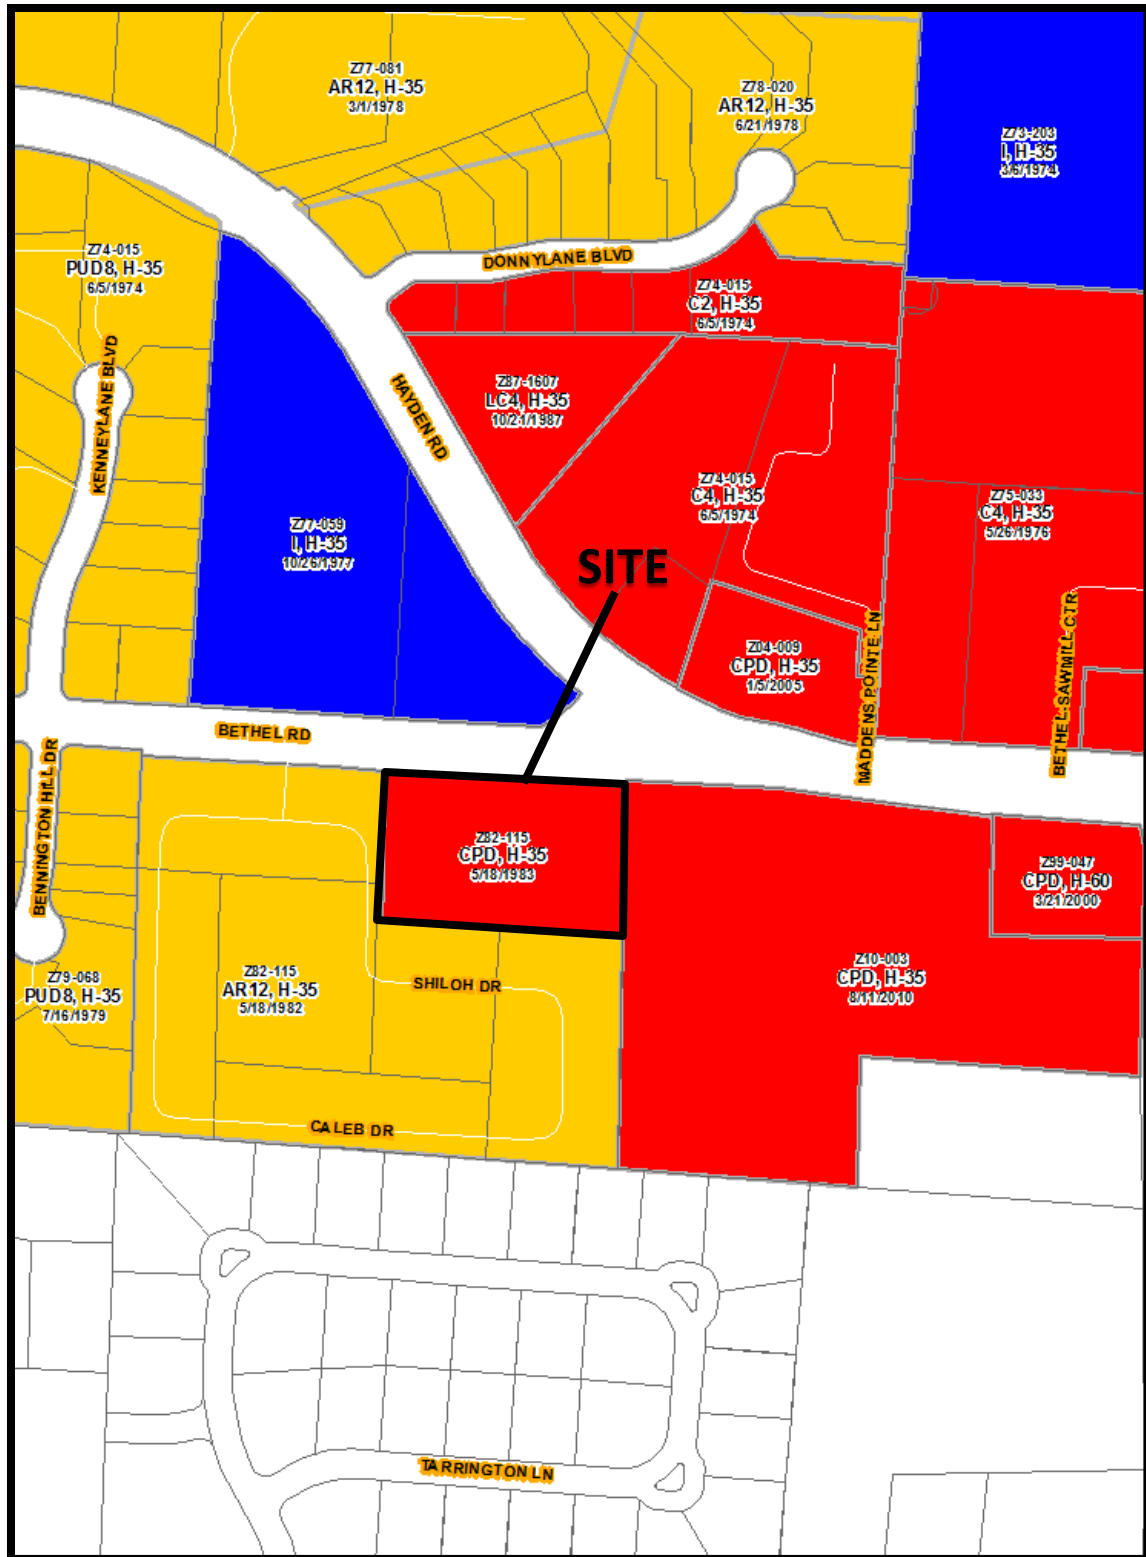 Z77-081
AR12, H-35
3/1/1978
Z78-020
AR12, H-35
6/21/1978
Z73-203
I, H-35
3/6/1974
Z74-015
PUD8, H-35
6/5/1974
DONNYLANE BLVD
Z74-015
C2, H-35
6/5/1974
KENNEYLANE BLVD
HAYDEN RD
Z87-1607
LC4, H-35
10/21/1987
Z74-015
C4, H-35
6/5/1974
Z75-033
C4, H-35
5/26/1976
Z77-059
I, H-35
10/26/1977
SITE
Z04-009
CPD, H-35
1/5/2005
MADDENS POINTE LN
BETHEL-SAWMILL CTR
BETHEL RD
BENNINGTON HILL DR
Z82-115
CPD, H-35
5/18/1983
Z99-047
CPD, H-60
3/21/2000
Z79-068
PUD8, H-35
7/16/1979
Z82-115
AR12, H-35
5/18/1982
SHILOH DR
Z10-003
CPD, H-35
8/11/2010
CALEB DR
TARRINGTON LN